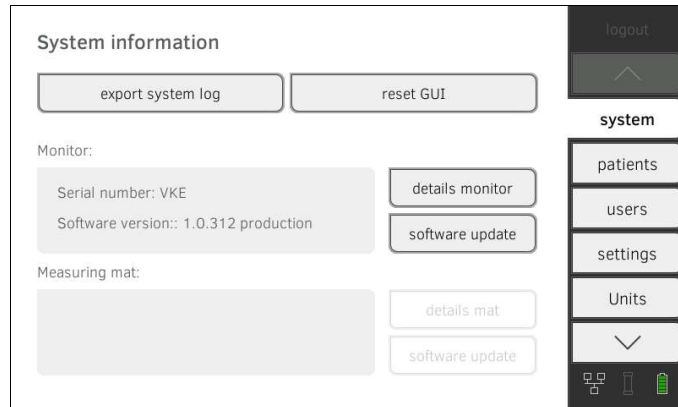 System information
export system log
reset GUI
Monitor:
Serial number: VKE
Software version:: 1.0.312 production
details monitor
software update
Measuring mat:
details mat
software update
logout
system
patients
users
settings
Units